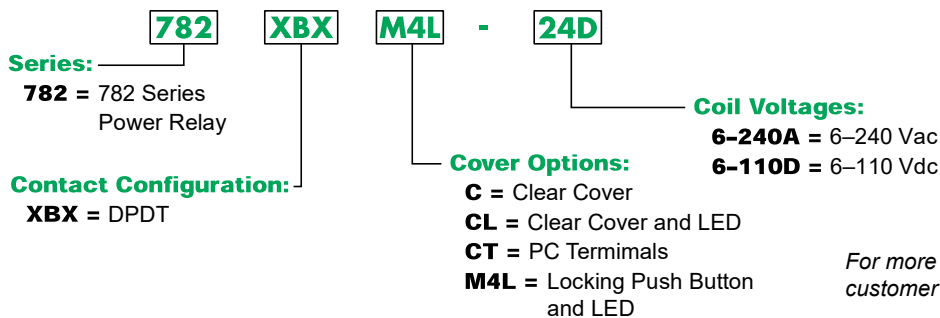 782 XBX M4L - 24D
Series:
782 = 782 Series
Power Relay
Contact Configuration:
XBX = DPDT
Cover Options:
C = Clear Cover
CL = Clear Cover and LED
CT = PC Termimals
M4L = Locking Push Button
and LED
Coil Voltages:
6–240A = 6–240 Vac
6–110D = 6–110 Vdc
For more
customer